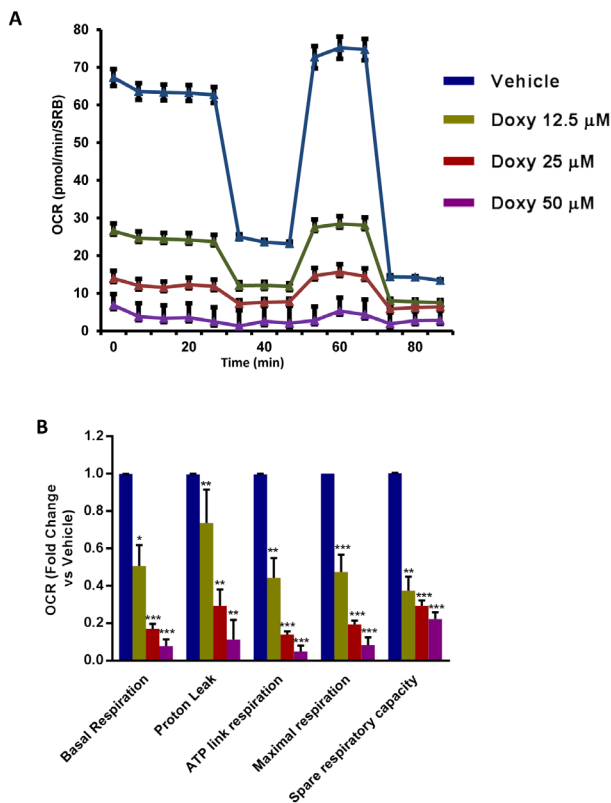 A
80
70
60
50
40
30
20
10
0
OCR (pmol/min/SRB)
0 20 40 60 80
Time (min)
Vehicle
Doxy 12.5 μM
Doxy 25 μM
Doxy 50 μM
B
1.2
1.0
0.8
0.6
0.4
0.2
0.0
OCR (Fold Change
vs Vehicle)
* *** ***
** ** **
** *** ***
*** *** ***
** *** ***
Basal Respiration
Proton Leak
ATP link respiration
Maximal respiration
Spare respiratory capacity